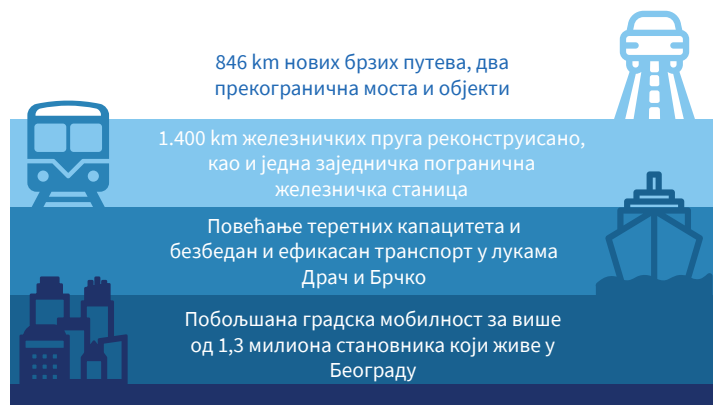 846 km нових брзих путева, два
прекогранична моста и објекти
1.400 km железничких пруга реконструисано,
као и једна заједничка погранична
железничка станица
Повећање теретних капацитета и
безбедан и ефикасан транспорт у лукама
Драч и Брчко
Побољшана градска мобилност за више
од 1,3 милиона становника који живе у
Београду